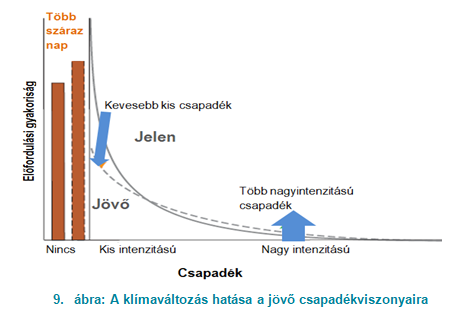 Több
száraz
nap
Előfordulási gyakoriság
Kevesebb kis csapadék
Jelen
Jövő
Több nagyintenzitású
csapadék
Nincs
Kis intenzitású
Nagy intenzitású
Csapadék
9. ábra: A klímaváltozás hatása a jövő csapadékviszonyaira